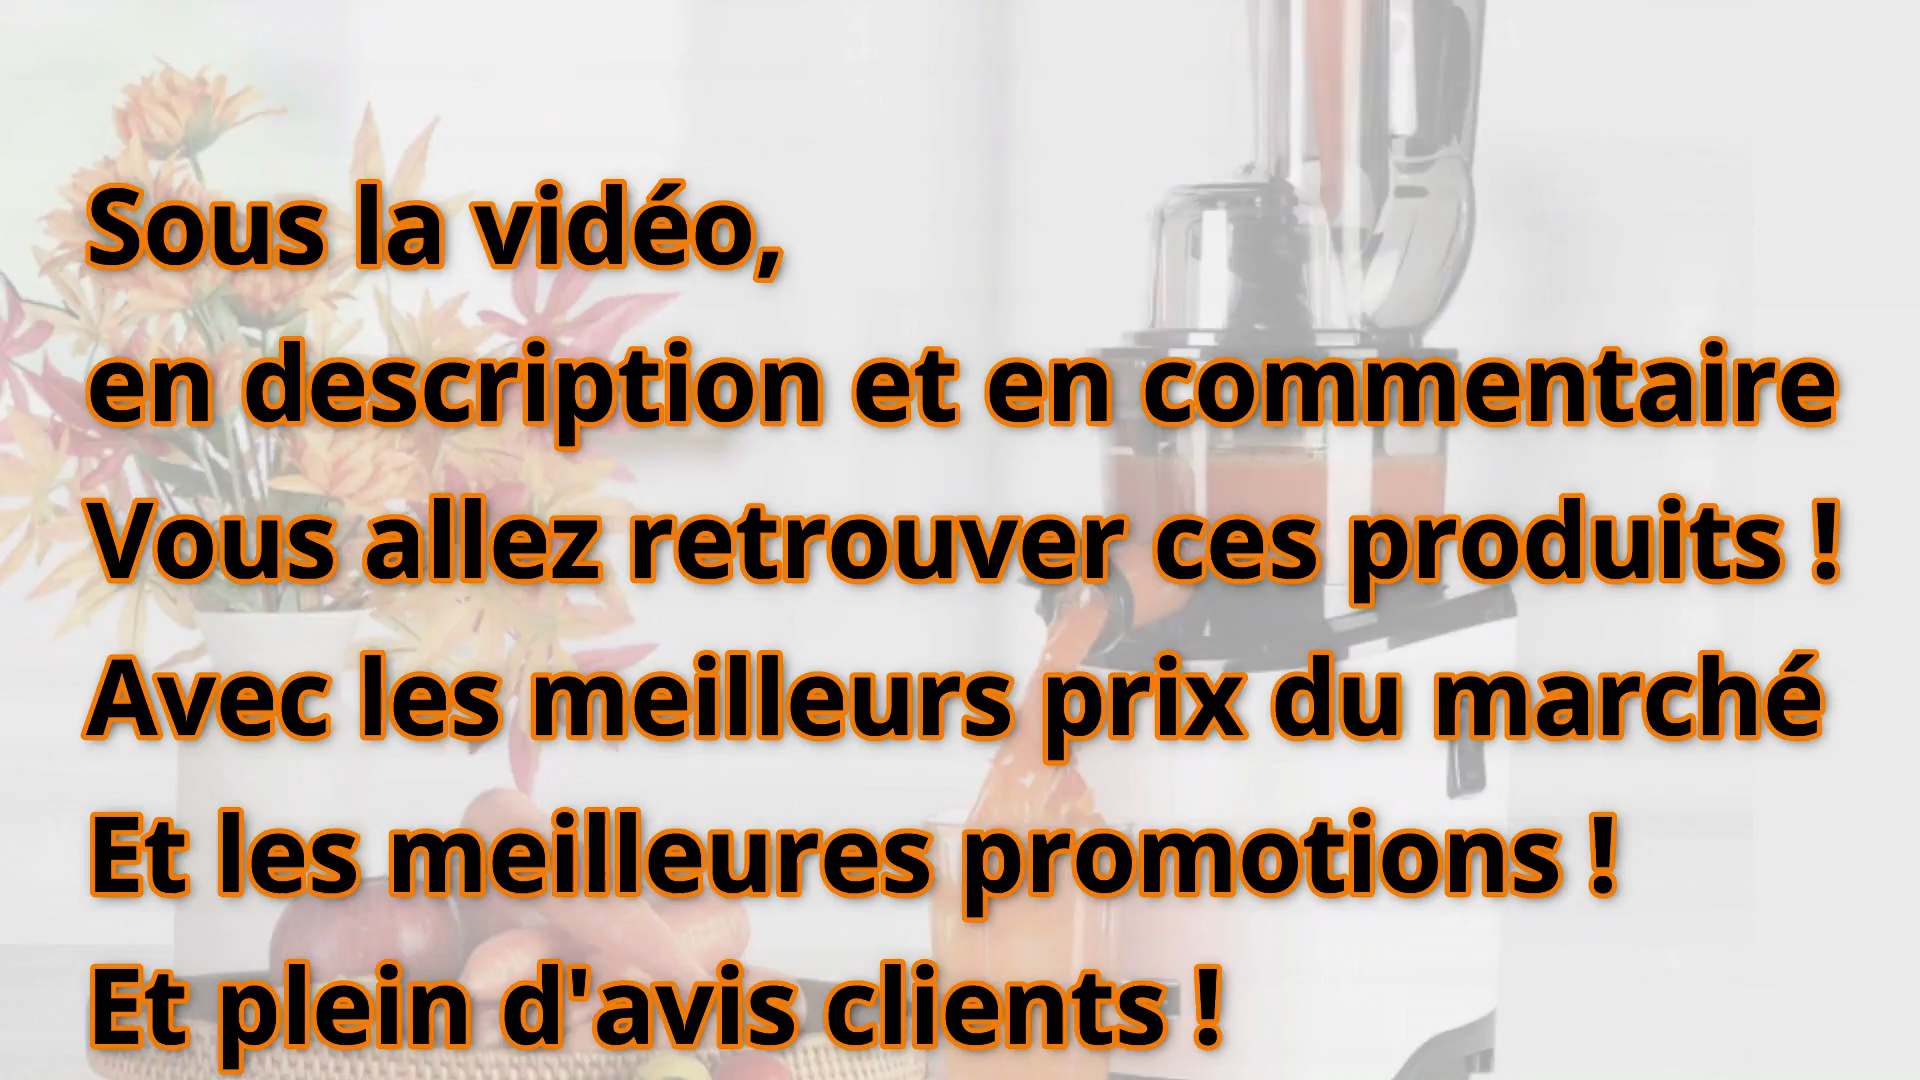 Sous la vidéo,
en description et en commentaire
Vous allez retrouver ces produits !
Avec les meilleurs prix du marché
Et les meilleures promotions !
Et plein d'avis clients !